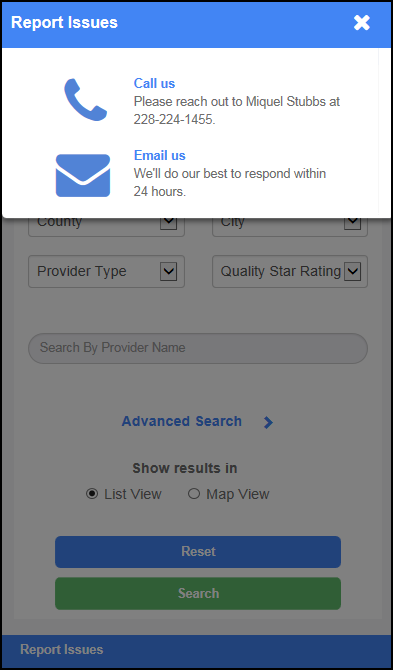 Report Issues
Call us
Please reach out to Miquel Stubbs at
228-224-1455.
Email us
We'll do our best to respond within
24 hours.
County City
Provider Type Quality Star Rating
Search By Provider Name
Advanced Search
Show results in
List View Map View
Reset
Search
Report Issues